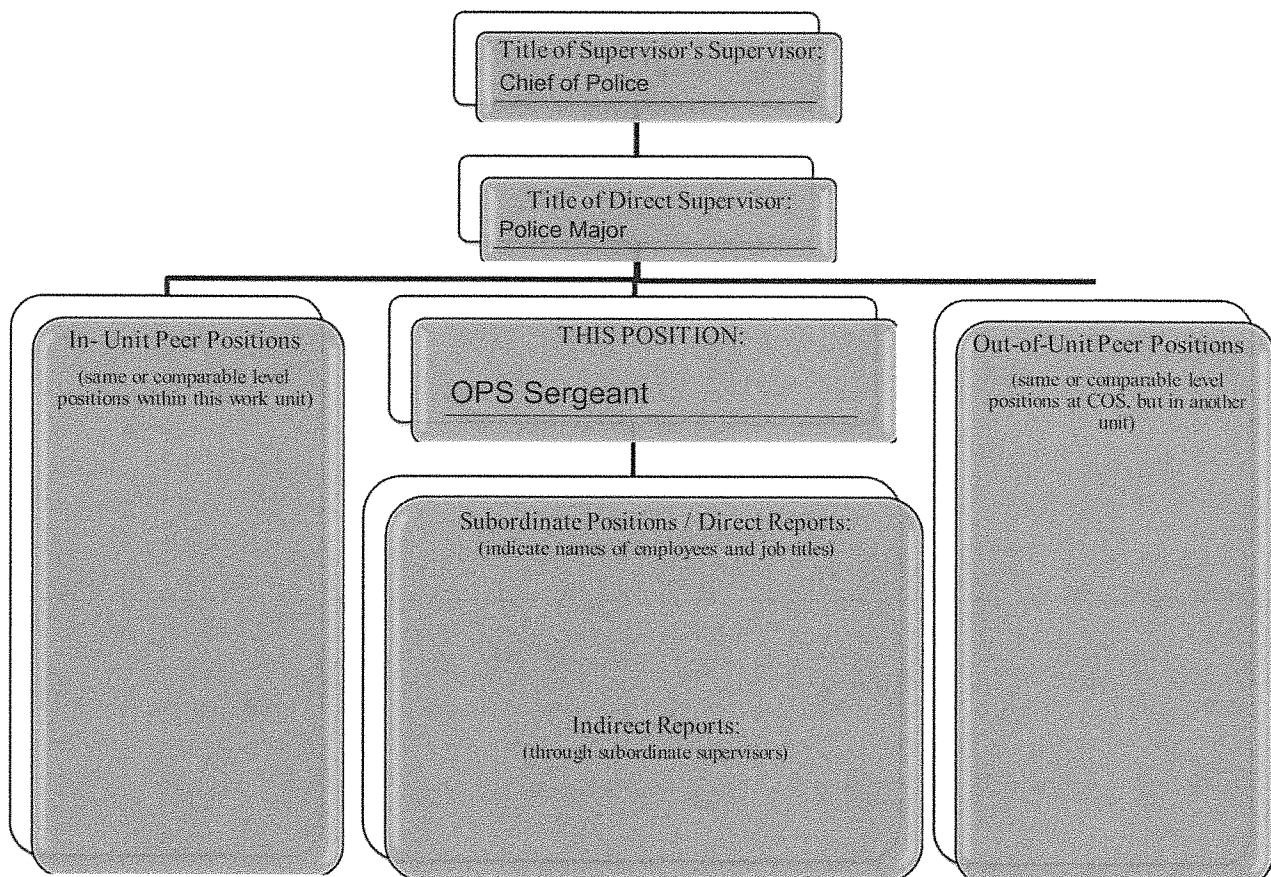 Title of Supervisor's Supervisor:
Chief of Police
Title of Direct Supervisor:
Police Major
In- Unit Peer Positions
(same or comparable level
positions within this work unit)
THIS POSITION:
OPS Sergeant
Out-of-Unit Peer Positions
(same or comparable level
positions at COS, but in another
unit)
Subordinate Positions / Direct Reports:
(indicate names of employees and job titles)
Indirect Reports:
(through subordinate supervisors)